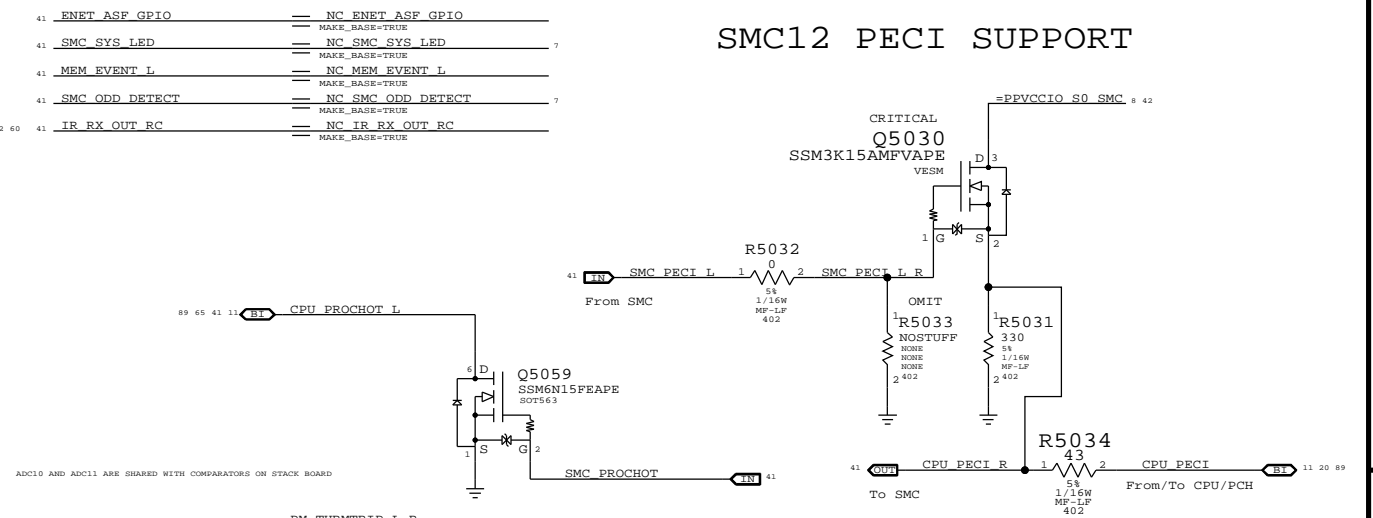 SMC12 PECI SUPPORT
41 ENET_ASF_GPIO NC_ENET_ASF_GPIO
MAKE_BASE=TRUE
41 SMC_SYS_LED NC_SMC_SYS_LED 7
MAKE_BASE=TRUE
41 MEM_EVENT_L NC_MEM_EVENT_L
MAKE_BASE=TRUE
41 SMC_ODD_DETECT NC_SMC_ODD_DETECT 7
MAKE_BASE=TRUE
60 41 IR_RX_OUT_RC NC_IR_RX_OUT_RC
MAKE_BASE=TRUE
=PPVCCIO_S0_SMC 8 42
CRITICAL
Q5030
SSM3K15AMFVAPE
VESM
D 3
1 G S 2
R5032
0
41 IN SMC_PECI_L 1 2 SMC_PECI_L_R
From SMC
5%
1/16W
MF-LF
402
OMIT
1
R5033
NOSTUFF
NONE
NONE
NONE
2 402
1
R5031
330
5%
1/16W
MF-LF
2 402
89 65 41 11 BI CPU_PROCHOT_L
6 D
Q5059
SSM6N15FEAPE
SOT563
1 S G 2
SMC_PROCHOT IN 41
ADC10 AND ADC11 ARE SHARED WITH COMPARATORS ON STACK BOARD
R5034
43
41 OUT CPU_PECI_R 1 2 CPU_PECI BI 11 20 89
To SMC
From/To CPU/PCH
5%
1/16W
MF-LF
402